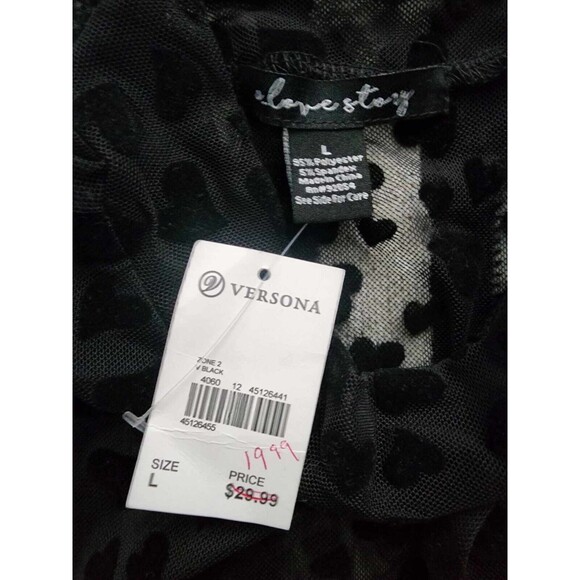 a love story
L
95% Polyester
5% Spandex
Made in China
Rn#92054
See Side For Care
VERSONA
ZONE 2
V BLACK
4060 12 45126441
45126455
1999
SIZE
L
PRICE
$29.99